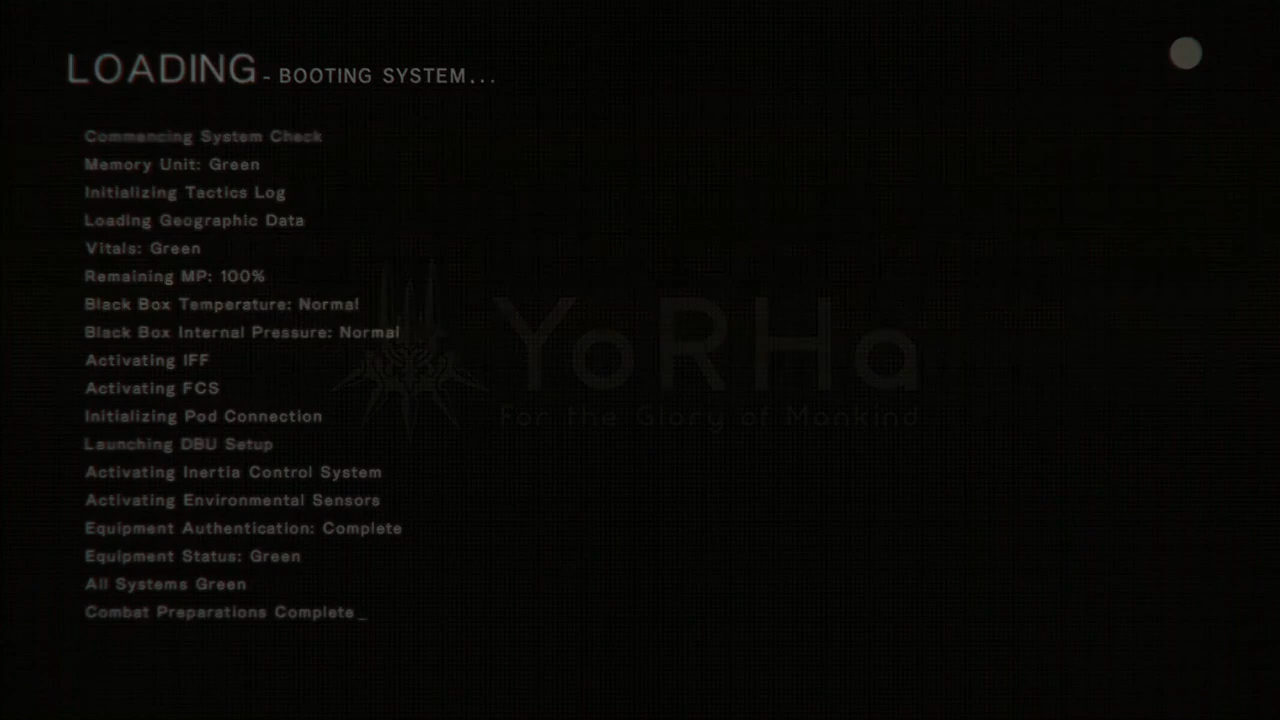 LOADING - BOOTING SYSTEM...
Commencing System Check
Memory Unit: Green
Initializing Tactics Log
Loading Geographic Data
Vitals: Green
Remaining MP: 100%
Black Box Temperature: Normal
Black Box Internal Pressure: Normal
Activating IFF
Activating FCS
Initializing Pod Connection
Launching DBU Setup
Activating Inertia Control System
Activating Environmental Sensors
Equipment Authentication: Complete
Equipment Status: Green
All Systems Green
Combat Preparations Complete _
YoRHa
For the Glory of Mankind